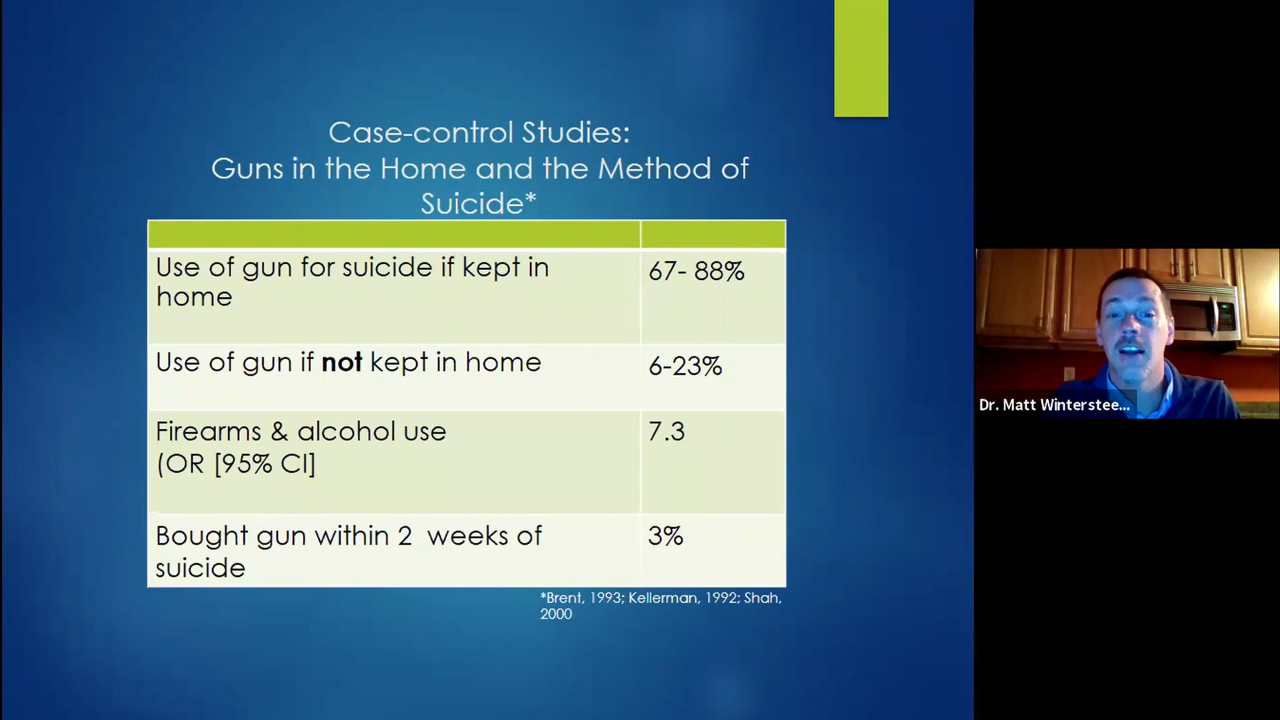 Case-control Studies:
Guns in the Home and the Method of
Suicide*
Use of gun for suicide if kept in
home
67- 88%
Use of gun if not kept in home
6-23%
Firearms & alcohol use
(OR [95% CI]
7.3
Bought gun within 2  weeks of
suicide
3%
*Brent, 1993; Kellerman, 1992; Shah,
2000
Dr. Matt Winterstee...